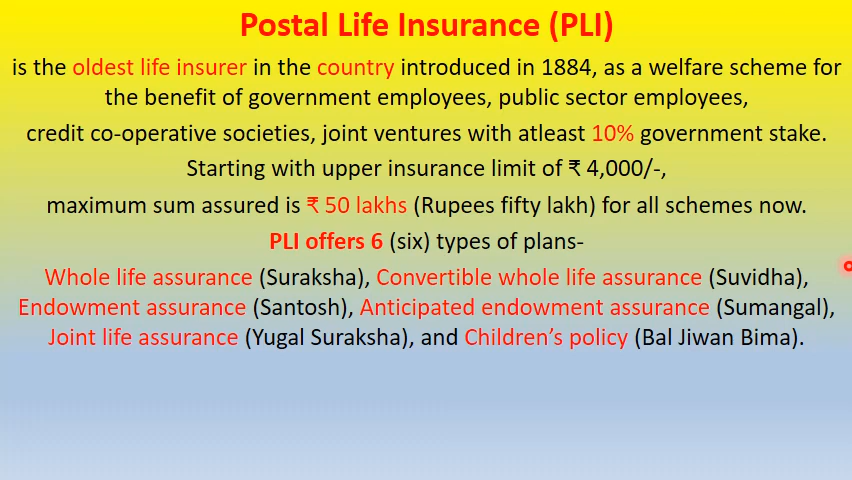 Postal Life Insurance (PLI)
is the oldest life insurer in the country introduced in 1884, as a welfare scheme for
the benefit of government employees, public sector employees,
credit co-operative societies, joint ventures with atleast 10% government stake.
Starting with upper insurance limit of ₹ 4,000/-,
maximum sum assured is ₹ 50 lakhs (Rupees fifty lakh) for all schemes now.
PLI offers 6 (six) types of plans-
Whole life assurance (Suraksha), Convertible whole life assurance (Suvidha),
Endowment assurance (Santosh), Anticipated endowment assurance (Sumangal),
Joint life assurance (Yugal Suraksha), and Children’s policy (Bal Jiwan Bima).